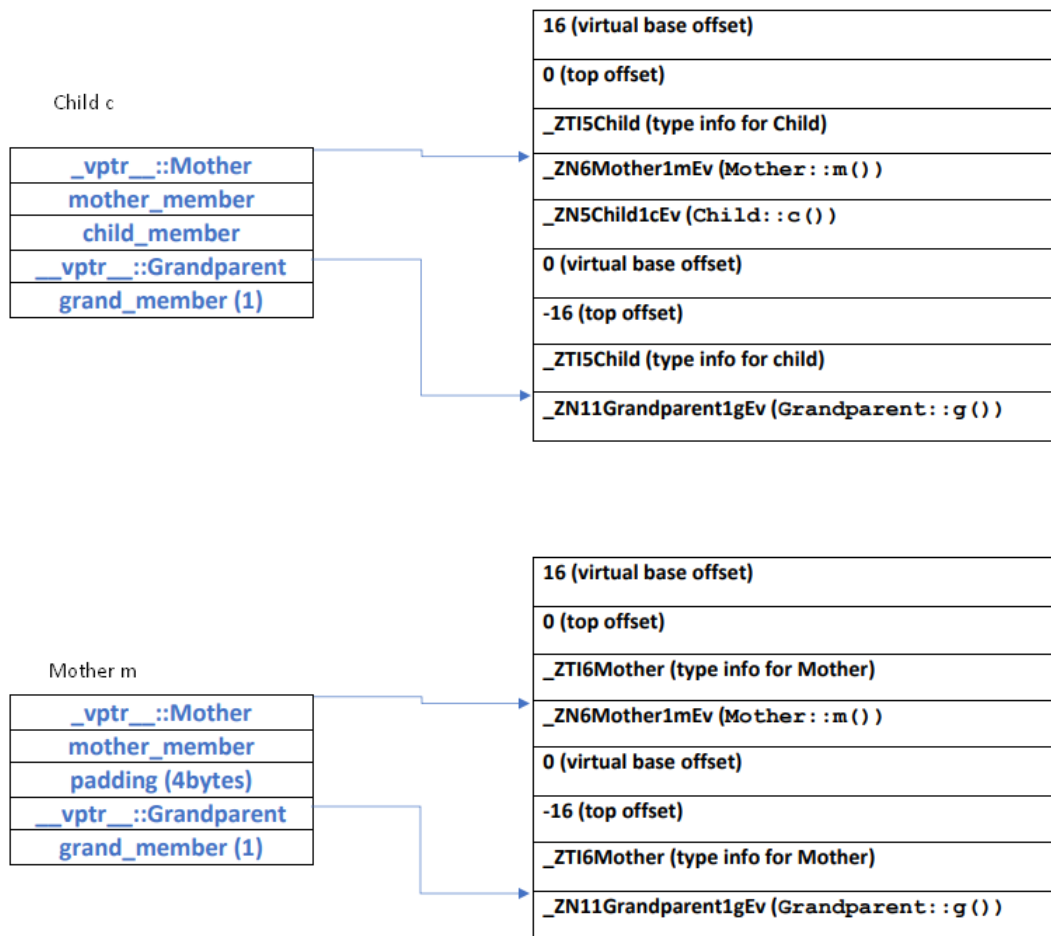 16 (virtual base offset)
0 (top offset)
Child c
_ZTI5Child (type info for Child)
_vptr__::Mother
_ZN6Mother1mEv (Mother::m())
mother_member
_ZN5Child1cEv (Child::c())
child_member
__vptr__::Grandparent
0 (virtual base offset)
grand_member (1)
-16 (top offset)
_ZTI5Child (type info for child)
_ZN11Grandparent1gEv (Grandparent::g())
16 (virtual base offset)
0 (top offset)
Mother m
_ZTI6Mother (type info for Mother)
_vptr__::Mother
_ZN6Mother1mEv (Mother::m())
mother_member
0 (virtual base offset)
padding (4bytes)
__vptr__::Grandparent
-16 (top offset)
grand_member (1)
_ZTI6Mother (type info for Mother)
_ZN11Grandparent1gEv (Grandparent::g())